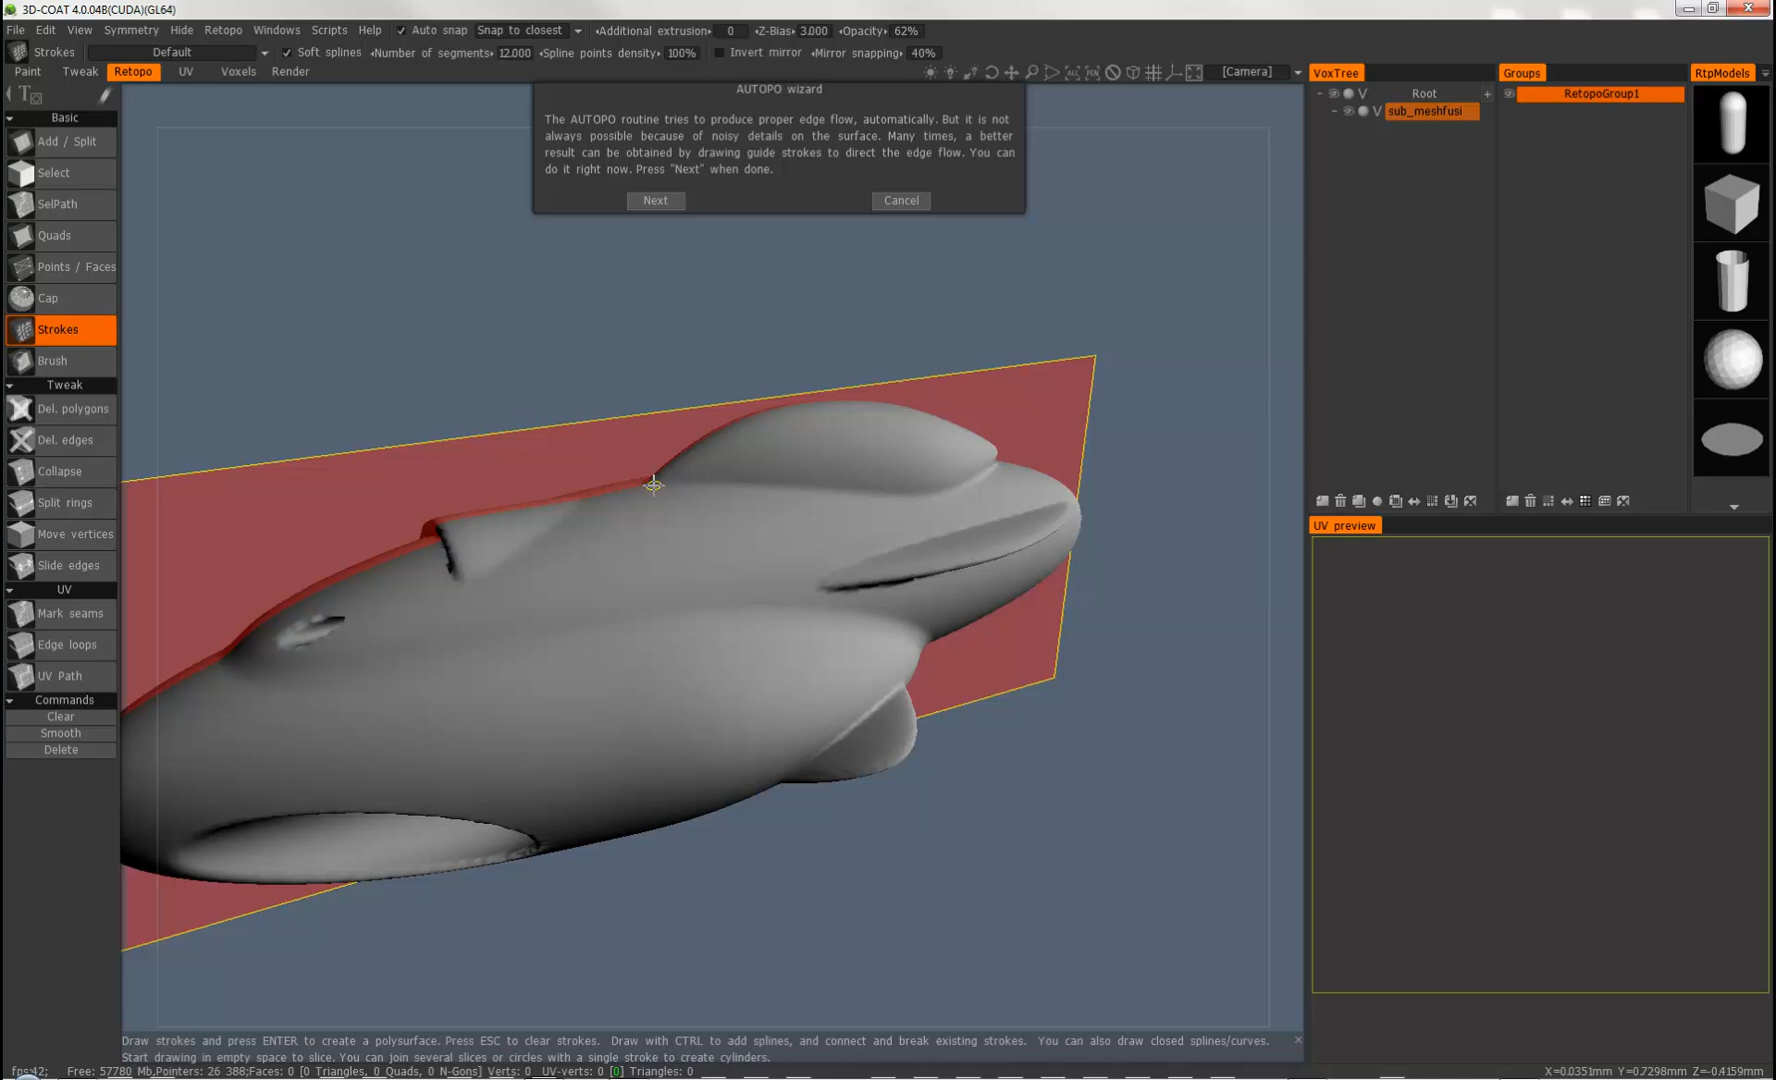 3D-COAT 4.0.04B(CUDA)(GL64)
File Edit View Symmetry Hide Retopo Windows Scripts Help Auto snap Snap to closest Additional extrusion 0 Z-Bias 3.000 Opacity 62%
Strokes Default Soft splines Number of segments 12.000 Spline points density 100% Invert mirror Mirror snapping 40%
Paint Tweak Retopo UV Voxels Render [Camera] VoxTree Groups RtpModels
AUTOPO wizard
The AUTOPO routine tries to produce proper edge flow, automatically. But it is not
always possible because of noisy details on the surface. Many times, a better
result can be obtained by drawing guide strokes to direct the edge flow. You can
do it right now. Press "Next" when done.
Next Cancel
Basic
Add / Split
Select
SelPath
Quads
Points / Faces
Cap
Strokes
Brush
Tweak
Del. polygons
Del. edges
Collapse
Split rings
Move vertices
Slide edges
UV
Mark seams
Edge loops
UV Path
Commands
Clear
Smooth
Delete
V Root +
V sub_meshfusi
RetopoGroup1
UV preview
Draw strokes and press ENTER to create a polysurface. Press ESC to clear strokes. Draw with CTRL to add splines, and connect and break existing strokes. You can also draw closed splines/curves.
Start drawing in empty space to slice. You can join several slices or circles with a single stroke to create cylinders.
fps:42; Free: 57780 Mb,Pointers: 26 388;Faces: 0 [0 Triangles, 0 Quads, 0 N-Gons] Verts: 0 UV-verts: 0 [0] Triangles: 0
X=0.0351mm Y=0.7298mm Z=-0.4159mm